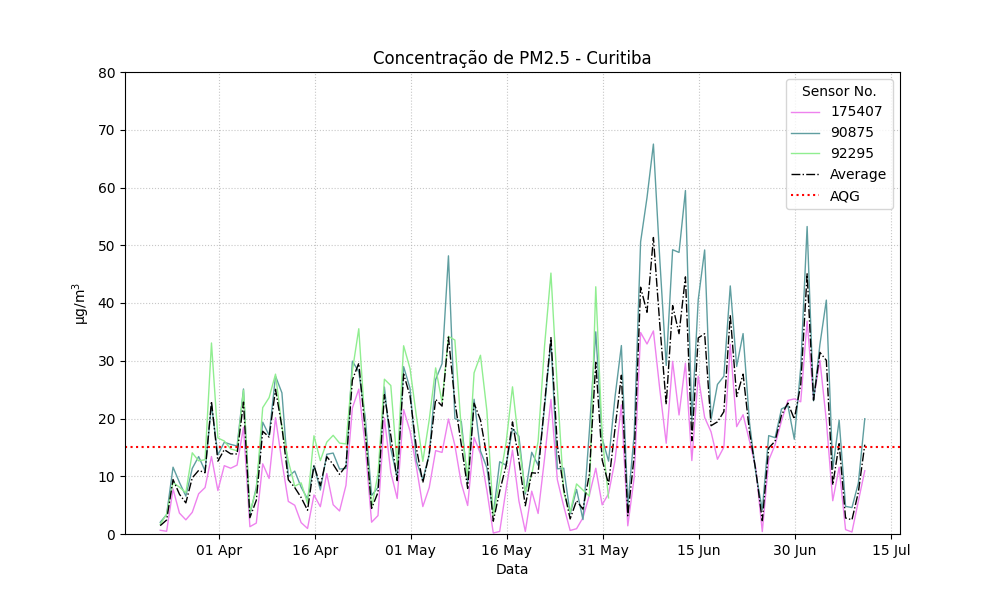 Concentração de PM2.5 - Curitiba
80
70
60
50
40
30
20
10
0
µg/m³
01 Apr
16 Apr
01 May
16 May
31 May
15 Jun
30 Jun
15 Jul
Data
Sensor No.
175407
90875
92295
Average
AQG